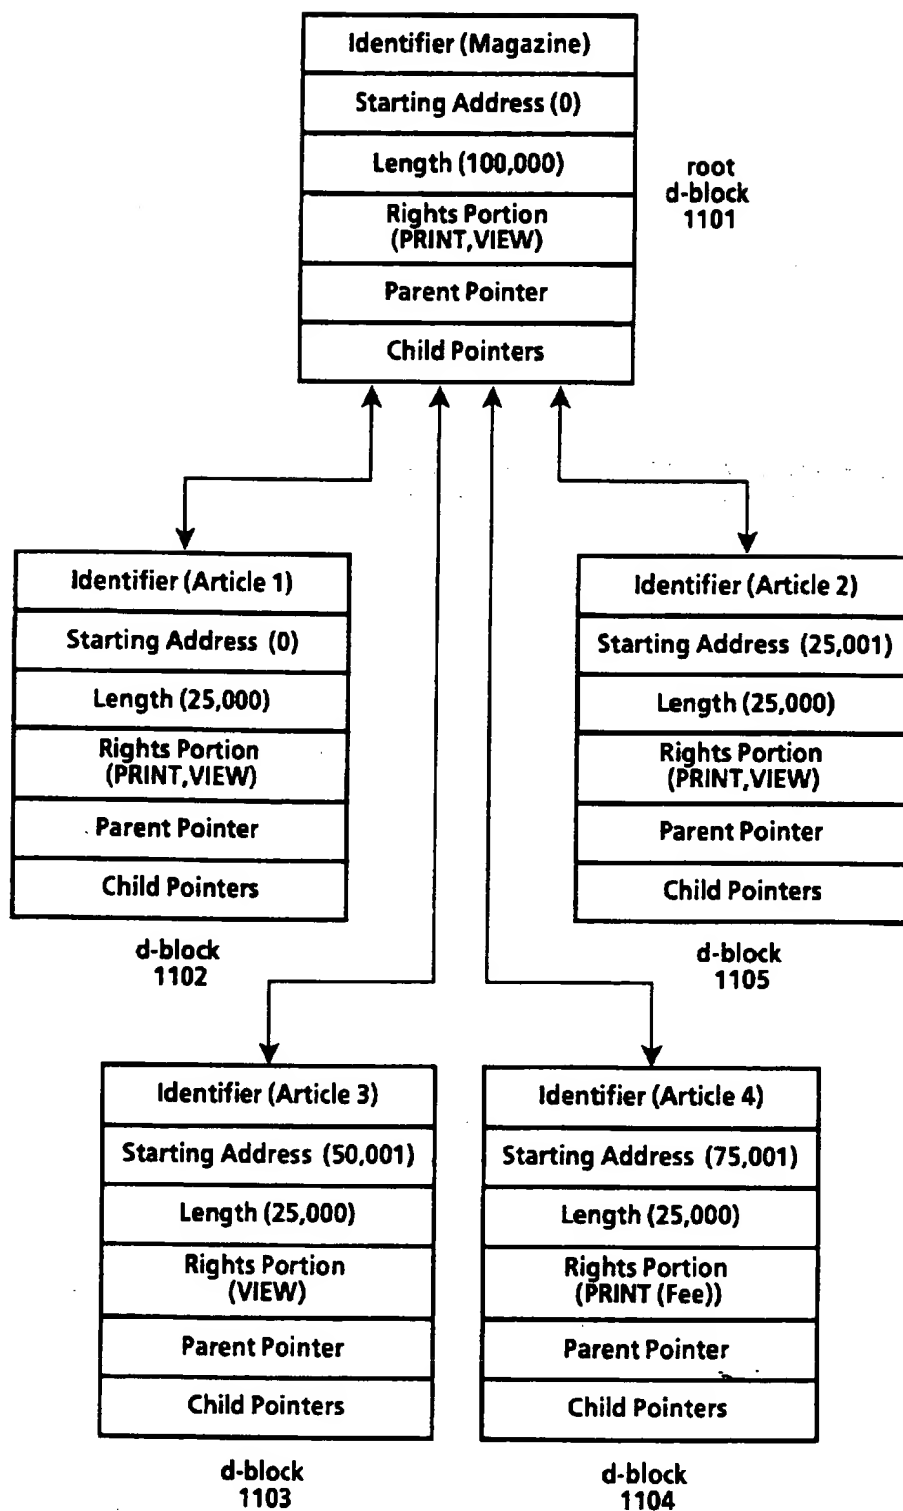 Identifier (Magazine)
Starting Address (0)
Length (100,000)
Rights Portion
(PRINT,VIEW)
Parent Pointer
Child Pointers
root
d-block
1101
Identifier (Article 1)
Starting Address (0)
Length (25,000)
Rights Portion
(PRINT,VIEW)
Parent Pointer
Child Pointers
d-block
1102
Identifier (Article 2)
Starting Address (25,001)
Length (25,000)
Rights Portion
(PRINT,VIEW)
Parent Pointer
Child Pointers
d-block
1105
Identifier (Article 3)
Starting Address (50,001)
Length (25,000)
Rights Portion
(VIEW)
Parent Pointer
Child Pointers
d-block
1103
Identifier (Article 4)
Starting Address (75,001)
Length (25,000)
Rights Portion
(PRINT (Fee))
Parent Pointer
Child Pointers
d-block
1104